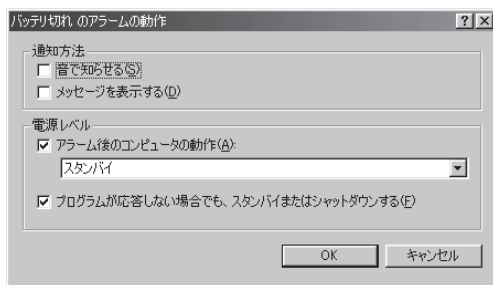 バッテリ切れ のアラームの動作
通知方法
音で知らせる(S)
メッセージを表示する(D)
電源レベル
アラーム後のコンピュータの動作(A):
スタンバイ
プログラムが応答しない場合でも、スタンバイまたはシャットダウンする(F)
OK キャンセル